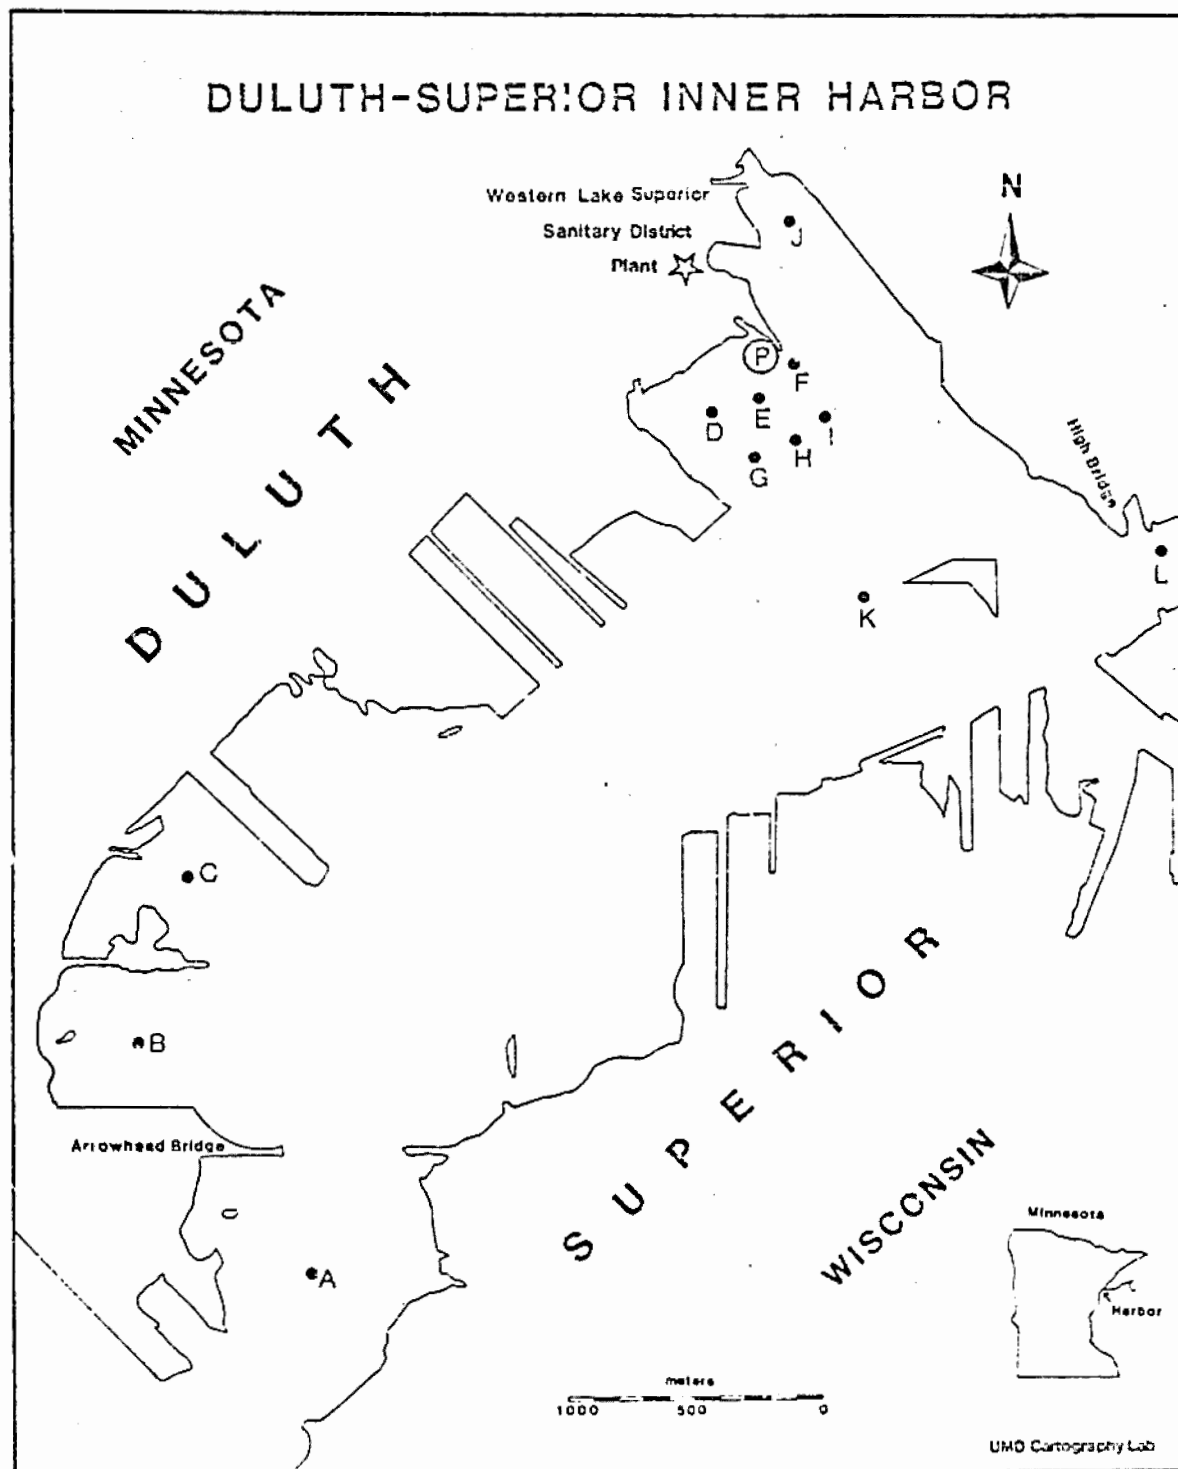 DULUTH-SUPERIOR INNER HARBOR
Western Lake Superior
Sanitary District
Plant
N
J
MINNESOTA
DULUTH
P
F
E
D
I
H
G
High Bridge
L
K
C
B
Arrowhead Bridge
A
SUPERIOR
WISCONSIN
Minnesota
Harbor
meters
1000 500 0
UMD Cartography Lab